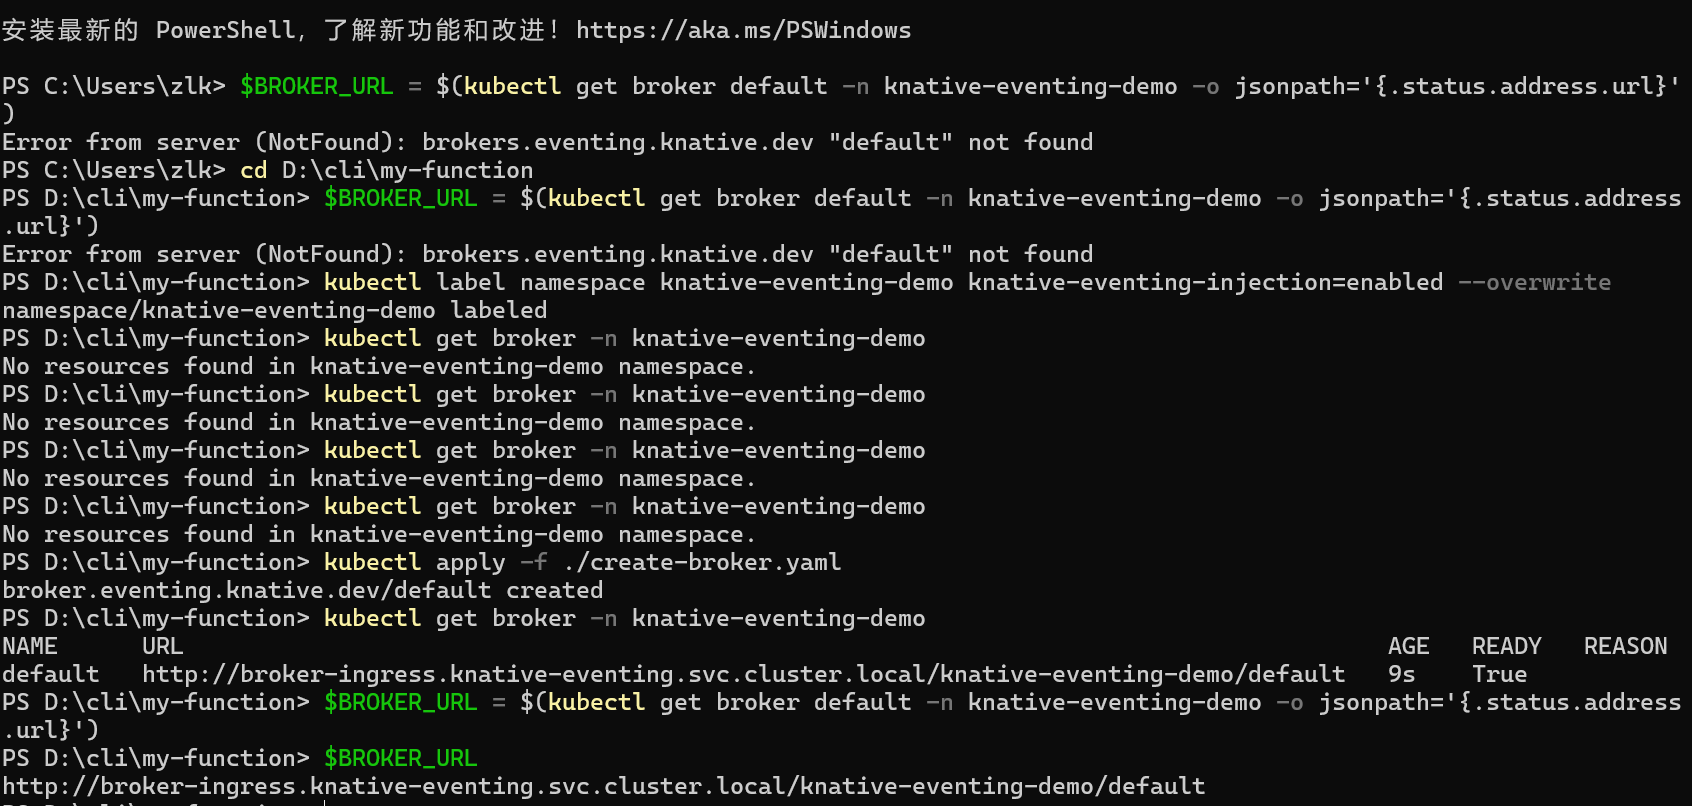 安装最新的 PowerShell，了解新功能和改进！https://aka.ms/PSWindows
PS C:\Users\zlk> $BROKER_URL = $(kubectl get broker default -n knative-eventing-demo -o jsonpath='{.status.address.url}'
)
Error from server (NotFound): brokers.eventing.knative.dev "default" not found
PS C:\Users\zlk> cd D:\cli\my-function
PS D:\cli\my-function> $BROKER_URL = $(kubectl get broker default -n knative-eventing-demo -o jsonpath='{.status.address
.url}')
Error from server (NotFound): brokers.eventing.knative.dev "default" not found
PS D:\cli\my-function> kubectl label namespace knative-eventing-demo knative-eventing-injection=enabled --overwrite
namespace/knative-eventing-demo labeled
PS D:\cli\my-function> kubectl get broker -n knative-eventing-demo
No resources found in knative-eventing-demo namespace.
PS D:\cli\my-function> kubectl get broker -n knative-eventing-demo
No resources found in knative-eventing-demo namespace.
PS D:\cli\my-function> kubectl get broker -n knative-eventing-demo
No resources found in knative-eventing-demo namespace.
PS D:\cli\my-function> kubectl get broker -n knative-eventing-demo
No resources found in knative-eventing-demo namespace.
PS D:\cli\my-function> kubectl apply -f ./create-broker.yaml
broker.eventing.knative.dev/default created
PS D:\cli\my-function> kubectl get broker -n knative-eventing-demo
NAME URL AGE READY REASON
default http://broker-ingress.knative-eventing.svc.cluster.local/knative-eventing-demo/default 9s True
PS D:\cli\my-function> $BROKER_URL = $(kubectl get broker default -n knative-eventing-demo -o jsonpath='{.status.address
.url}')
PS D:\cli\my-function> $BROKER_URL
http://broker-ingress.knative-eventing.svc.cluster.local/knative-eventing-demo/default